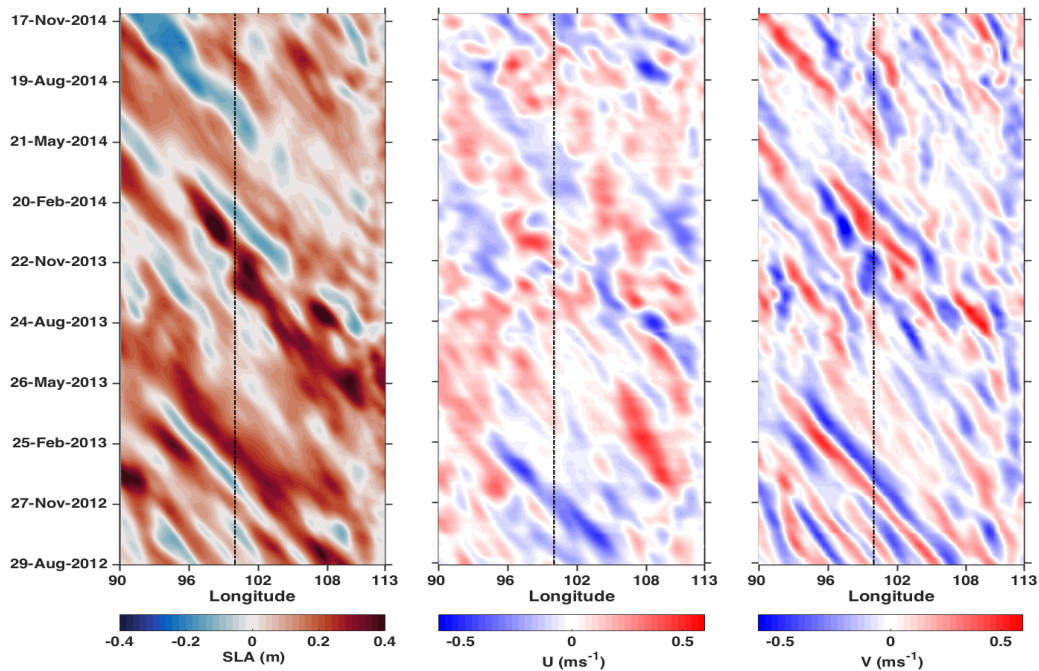 17-Nov-2014
19-Aug-2014
21-May-2014
20-Feb-2014
22-Nov-2013
24-Aug-2013
26-May-2013
25-Feb-2013
27-Nov-2012
29-Aug-2012
90 96 102 108 113
Longitude
-0.4 -0.2 0 0.2 0.4
SLA (m)
90 96 102 108 113
Longitude
-0.5 0 0.5
U (ms⁻¹)
90 96 102 108 113
Longitude
-0.5 0 0.5
V (ms⁻¹)